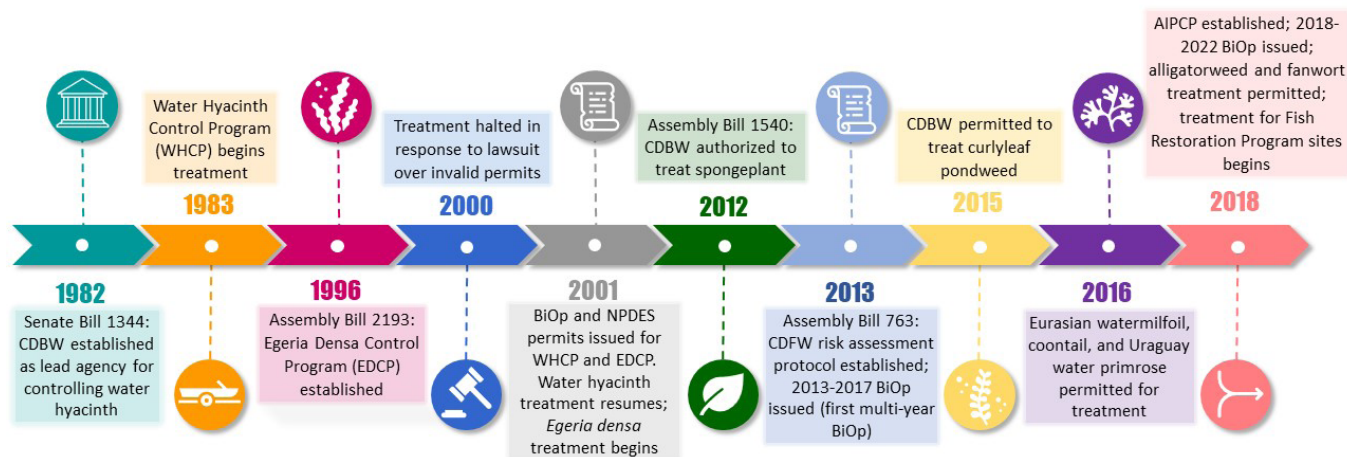 1982
Senate Bill 1344:
CDBW established
as lead agency for
controlling water
hyacinth
Water Hyacinth
Control Program
(WHCP) begins
treatment
1983
1996
Assembly Bill 2193:
Egeria Densa Control
Program (EDCP)
established
Treatment halted in
response to lawsuit
over invalid permits
2000
2001
BiOp and NPDES
permits issued for
WHCP and EDCP.
Water hyacinth
treatment resumes;
Egeria densa
treatment begins
Assembly Bill 1540:
CDBW authorized to
treat spongeplant
2012
2013
Assembly Bill 763:
CDFW risk assessment
protocol established;
2013-2017 BiOp
issued (first multi-year
BiOp)
CDBW permitted to
treat curlyleaf
pondweed
2015
2016
Eurasian watermilfoil,
coontail, and Uraguay
water primrose
permitted for
treatment
AIPCP established; 2018-
2022 BiOp issued;
alligatorweed and fanwort
treatment permitted;
treatment for Fish
Restoration Program sites
begins
2018